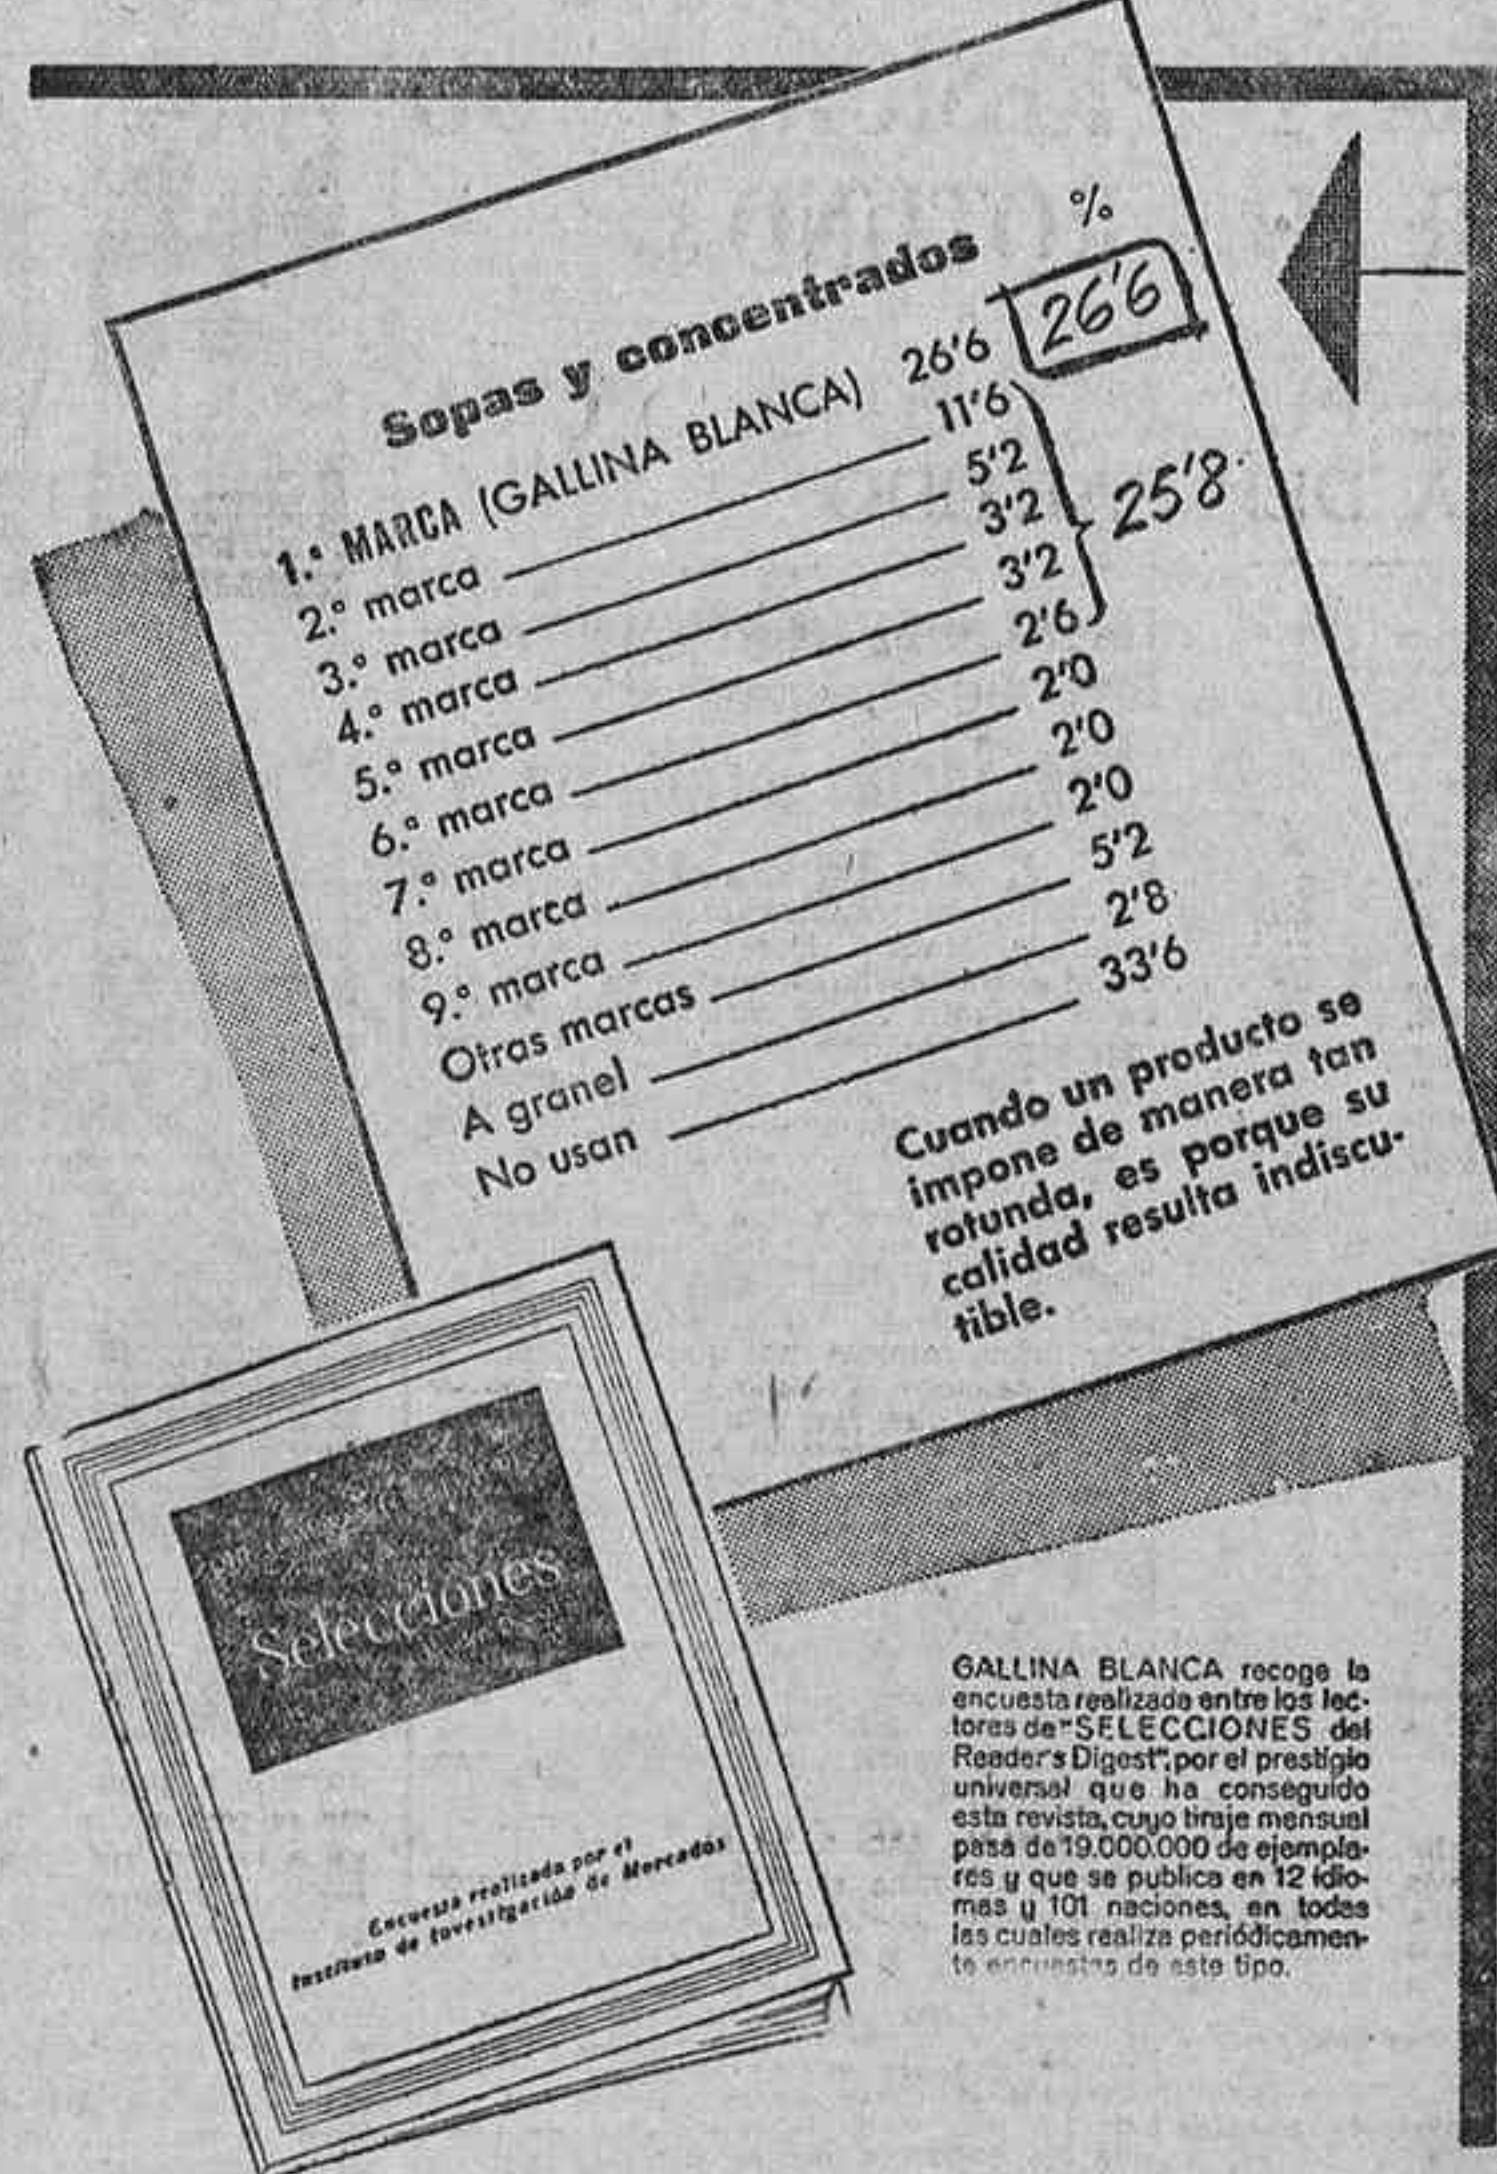 %
Sopas y concentrados
1.ª MARCA (GALLINA BLANCA) 26'6 26'6
2.ª marca 11'6
3.ª marca 5'2
4.ª marca 3'2
5.ª marca 3'2
6.ª marca 2'6
25'8
7.ª marca 2'0
8.ª marca 2'0
9.ª marca 2'0
Otras marcas 5'2
A granel 2'8
No usan 33'6
Cuando un producto se
impone de manera tan
rotunda, es porque su
calidad resulta indiscu-
tible.
Selecciones
Encuesta realizada por el
Instituto de Investigación de Mercados
GALLINA BLANCA recoge la
encuesta realizada entre los lec-
tores de "SELECCIONES del
Reader's Digest", por el prestigio
universal que ha conseguido
esta revista, cuyo tiraje mensual
pasa de 19.000.000 de ejempla-
res y que se publica en 12 idio-
mas y 101 naciones, en todas
las cuales realiza periódicamen-
te encuestas de este tipo.